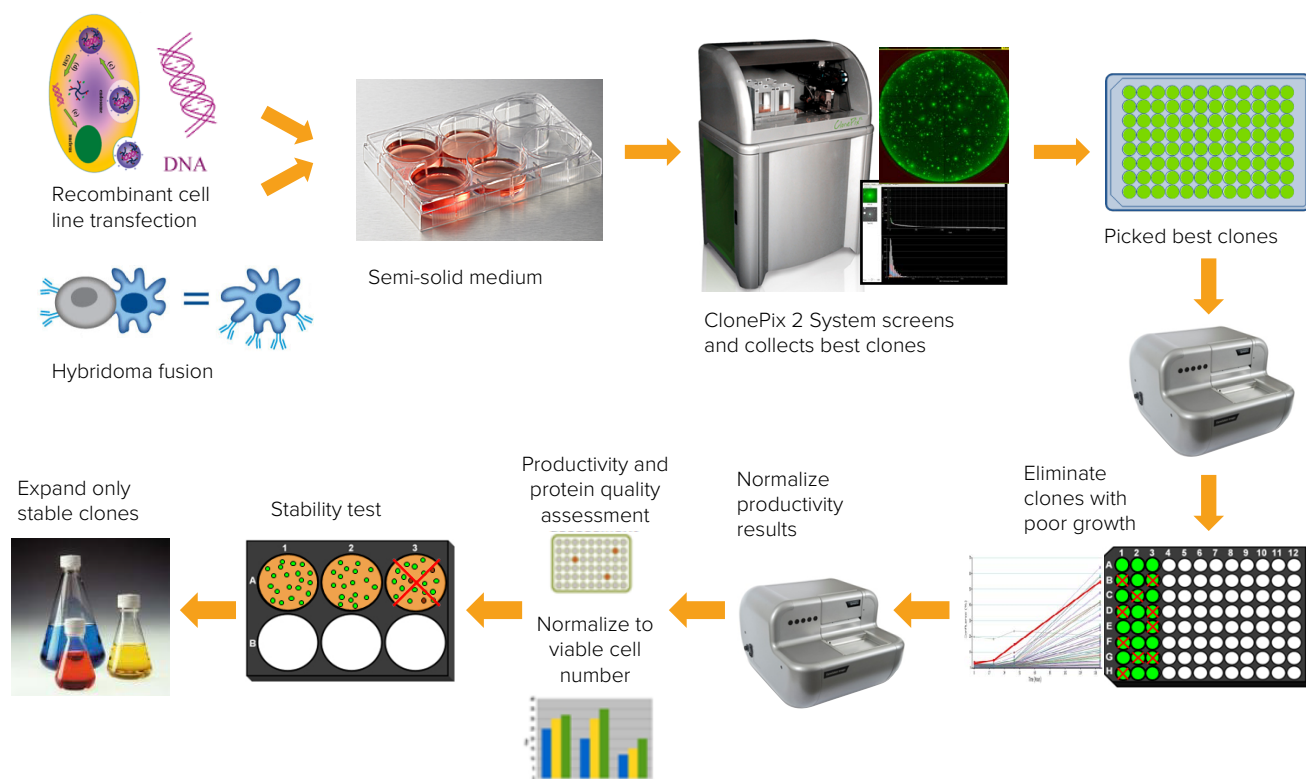 DNA
Recombinant cell
line transfection
Hybridoma fusion
Semi-solid medium
ClonePix
ClonePix 2 System screens
and collects best clones
Picked best clones
Eliminate
clones with
poor growth
1 2 3 4 5 6 7 8 9 10 11 12
A
B
C
D
E
F
G
H
Normalize
productivity
results
Productivity and
protein quality
assessment
Normalize to
viable cell
number
Stability test
1 2 3
A
B
Expand only
stable clones